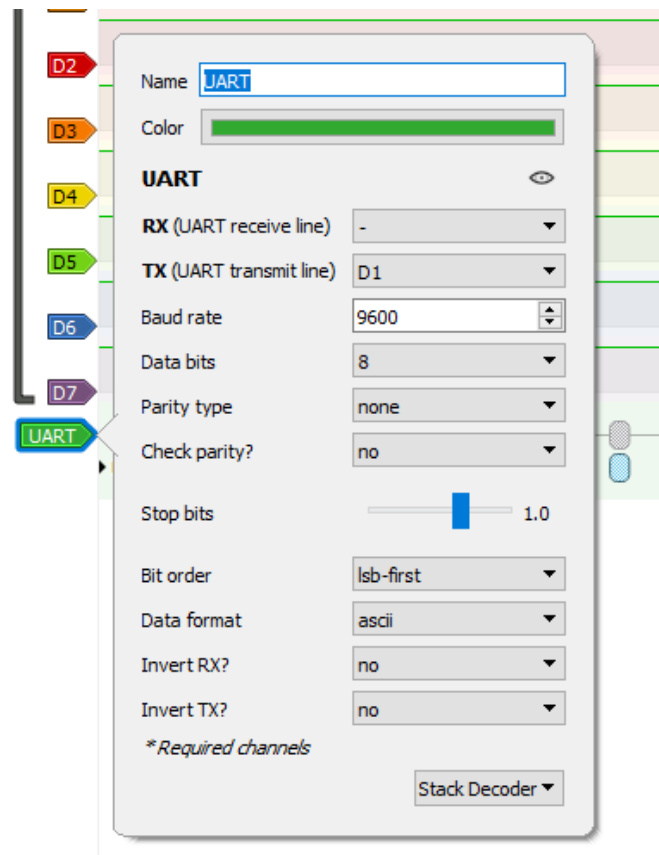 D2
D3
D4
D5
D6
D7
UART
Name UART
Color
UART
RX (UART receive line) -
TX (UART transmit line) D1
Baud rate 9600
Data bits 8
Parity type none
Check parity? no
Stop bits 1.0
Bit order lsb-first
Data format ascii
Invert RX? no
Invert TX? no
*Required channels
Stack Decoder